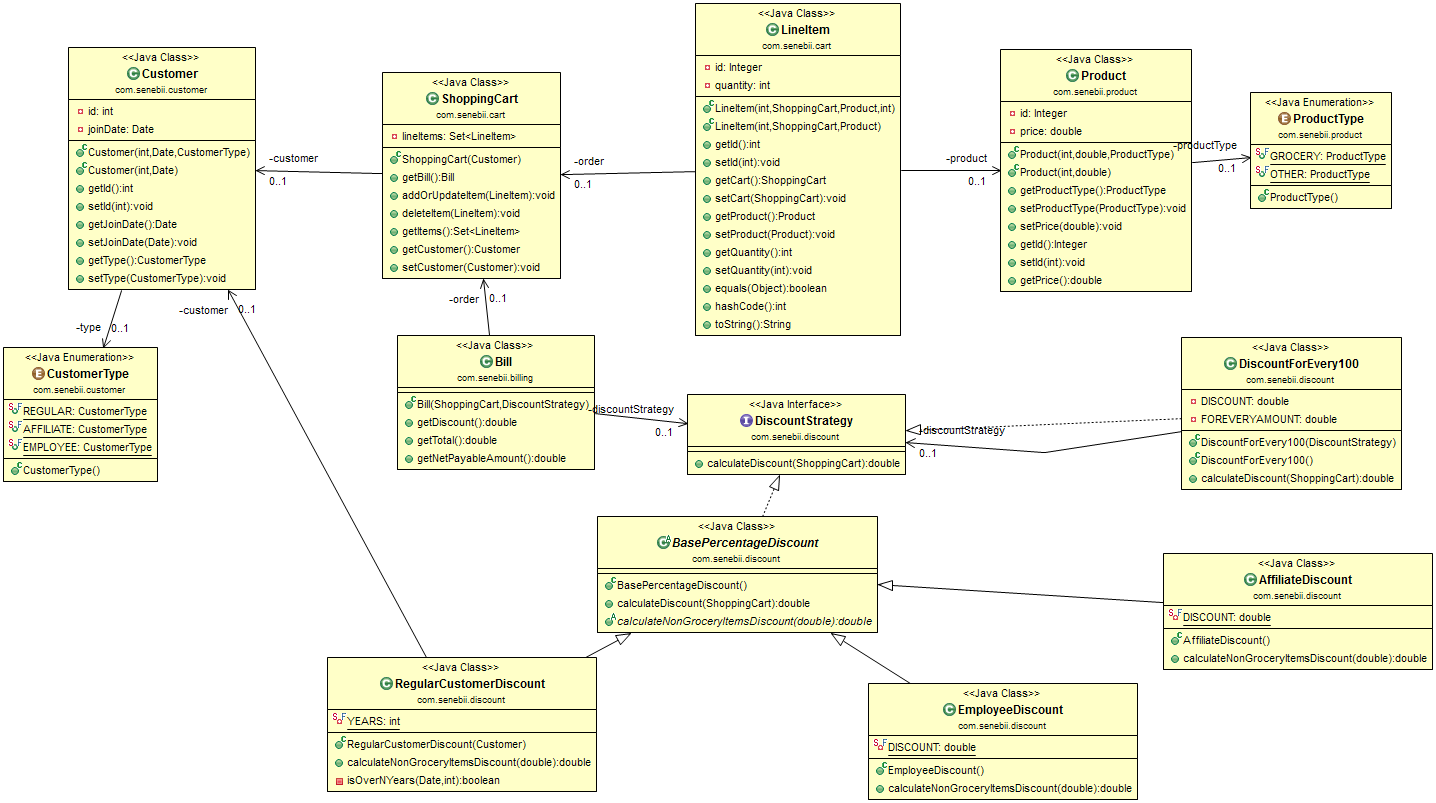 <<Java Class>>
Customer
com.senebii.customer
id: int
joinDate: Date
Customer(int,Date,CustomerType)
Customer(int,Date)
getId():int
setId(int):void
getJoinDate():Date
setJoinDate(Date):void
getType():CustomerType
setType(CustomerType):void
-customer
0..1
<<Java Class>>
ShoppingCart
com.senebii.cart
lineItems: Set<LineItem>
ShoppingCart(Customer)
getBill():Bill
addOrUpdateItem(LineItem):void
deleteItem(LineItem):void
getItems():Set<LineItem>
getCustomer():Customer
setCustomer(Customer):void
-order
0..1
<<Java Class>>
LineItem
com.senebii.cart
id: Integer
quantity: int
LineItem(int,ShoppingCart,Product,int)
LineItem(int,ShoppingCart,Product)
getId():int
setId(int):void
getCart():ShoppingCart
setCart(ShoppingCart):void
getProduct():Product
setProduct(Product):void
getQuantity():int
setQuantity(int):void
equals(Object):boolean
hashCode():int
toString():String
-product
0..1
<<Java Class>>
Product
com.senebii.product
id: Integer
price: double
Product(int,double,ProductType)
Product(int,double)
getProductType():ProductType
setProductType(ProductType):void
setPrice(double):void
getId():Integer
setId(int):void
getPrice():double
-productType
0..1
<<Java Enumeration>>
ProductType
com.senebii.product
GROCERY: ProductType
OTHER: ProductType
ProductType()
-type
0..1
-customer
0..1
-order
0..1
<<Java Enumeration>>
CustomerType
com.senebii.customer
REGULAR: CustomerType
AFFILIATE: CustomerType
EMPLOYEE: CustomerType
CustomerType()
<<Java Class>>
Bill
com.senebii.billing
Bill(ShoppingCart,DiscountStrategy)
getDiscount():double
getTotal():double
getNetPayableAmount():double
-discountStrategy
0..1
<<Java Interface>>
DiscountStrategy
com.senebii.discount
calculateDiscount(ShoppingCart):double
-discountStrategy
0..1
<<Java Class>>
DiscountForEvery100
com.senebii.discount
DISCOUNT: double
FOREVERYAMOUNT: double
DiscountForEvery100(DiscountStrategy)
DiscountForEvery100()
calculateDiscount(ShoppingCart):double
<<Java Class>>
BasePercentageDiscount
com.senebii.discount
BasePercentageDiscount()
calculateDiscount(ShoppingCart):double
calculateNonGroceryItemsDiscount(double):double
<<Java Class>>
AffiliateDiscount
com.senebii.discount
DISCOUNT: double
AffiliateDiscount()
calculateNonGroceryItemsDiscount(double):double
<<Java Class>>
RegularCustomerDiscount
com.senebii.discount
YEARS: int
RegularCustomerDiscount(Customer)
calculateNonGroceryItemsDiscount(double):double
isOverNYears(Date,int):boolean
<<Java Class>>
EmployeeDiscount
com.senebii.discount
DISCOUNT: double
EmployeeDiscount()
calculateNonGroceryItemsDiscount(double):double